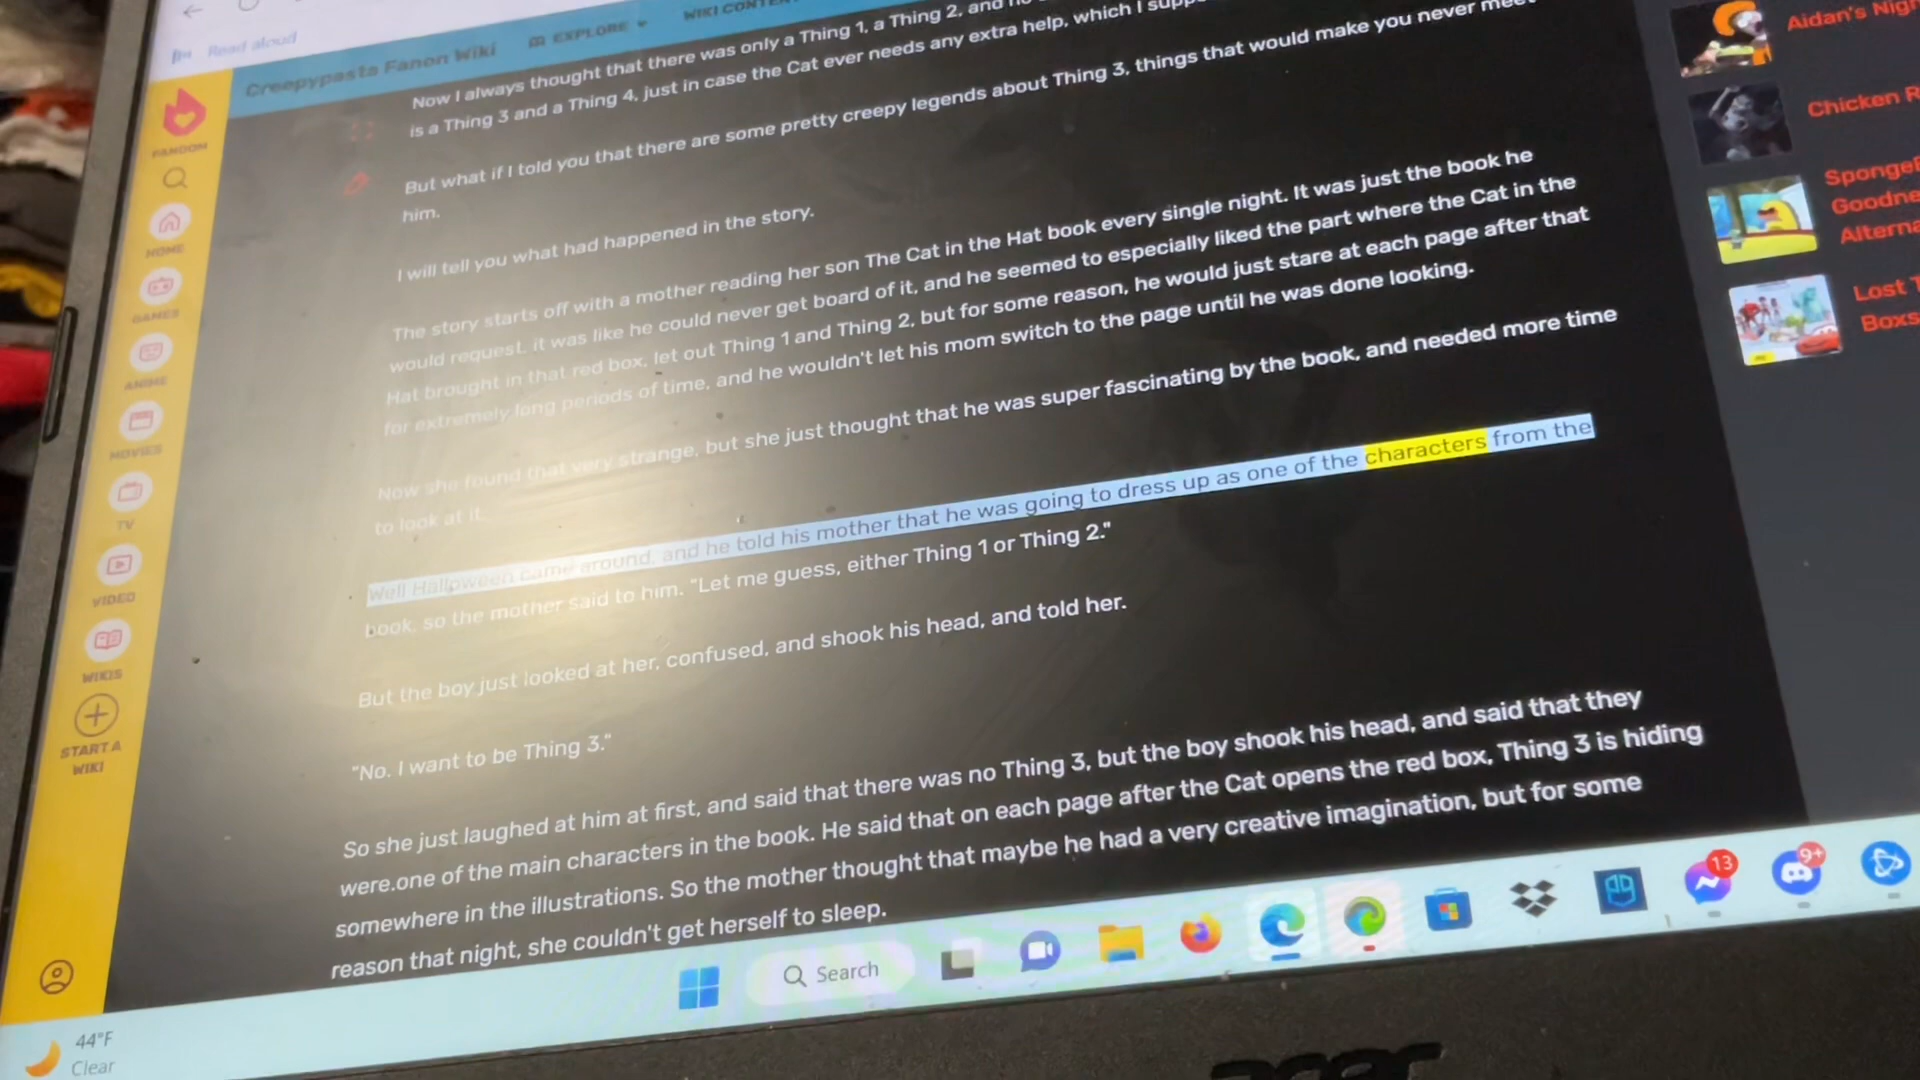 Read aloud
Creepypasta Fanon Wiki
EXPLORE
WIKI
FANDOM
HOME
GAMES
ANIME
MOVIES
TV
VIDEO
WIKIS
START A
WIKI
Now I always thought that there was only a Thing 1, a Thing 2, and
is a Thing 3 and a Thing 4, just in case the Cat ever needs any extra help, which I
But what if I told you that there are some pretty creepy legends about Thing 3, things that would make you never
him.
I will tell you what had happened in the story.
The story starts off with a mother reading her son The Cat in the Hat book every single night. It was just the book he
would request. it was like he could never get board of it, and he seemed to especially liked the part where the Cat in the
Hat brought in that red box, let out Thing 1 and Thing 2, but for some reason, he would just stare at each page after that
for extremely long periods of time, and he wouldn't let his mom switch to the page until he was done looking.
Now she found that very strange, but she just thought that he was super fascinating by the book, and needed more time
to look at it.
Well Halloween came around, and he told his mother that he was going to dress up as one of the characters from the
book, so the mother said to him. "Let me guess, either Thing 1 or Thing 2."
But the boy just looked at her, confused, and shook his head, and told her.
"No. I want to be Thing 3."
So she just laughed at him at first, and said that there was no Thing 3, but the boy shook his head, and said that they
were.one of the main characters in the book. He said that on each page after the Cat opens the red box, Thing 3 is hiding
somewhere in the illustrations. So the mother thought that maybe he had a very creative imagination, but for some
reason that night, she couldn't get herself to sleep.
Aidan's
Chicken
Goodne
Alterna
Lost
Boxs
44°F
Clear
Search
13
9+
acer